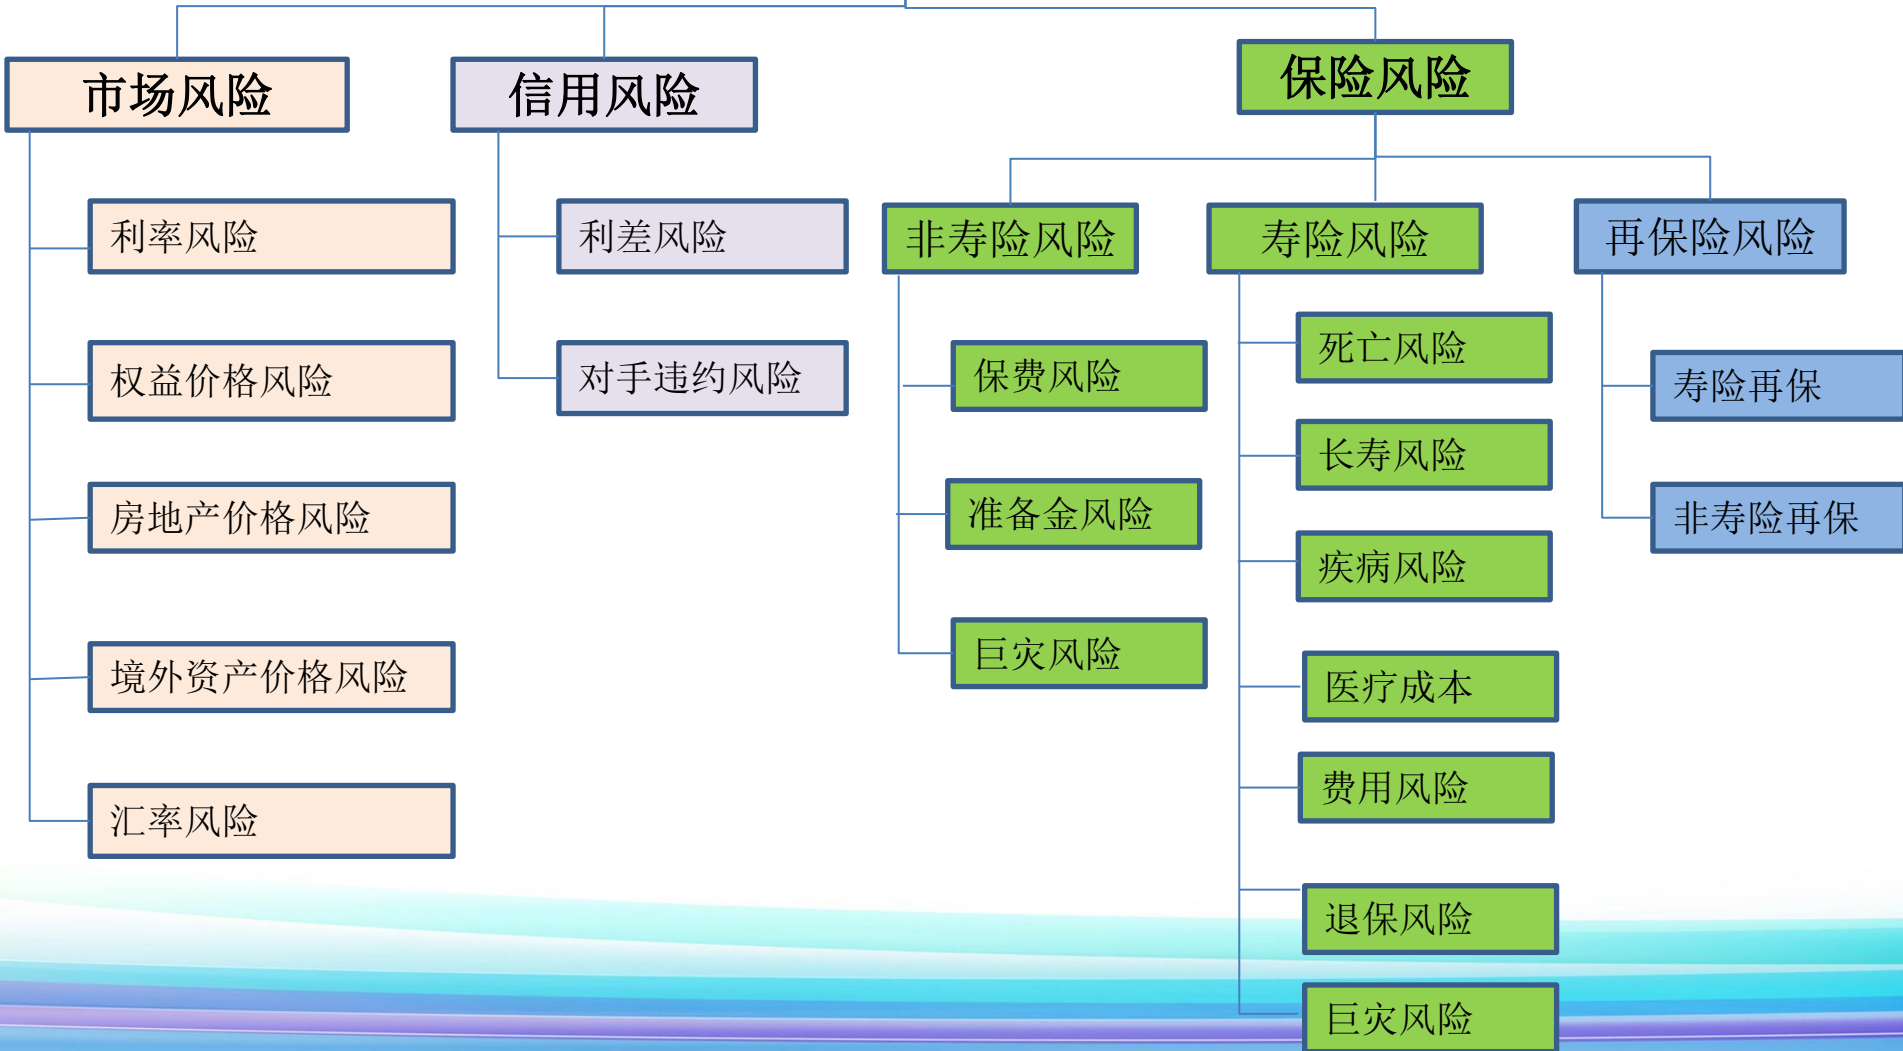 市场风险
利率风险
权益价格风险
房地产价格风险
境外资产价格风险
汇率风险
信用风险
利差风险
对手违约风险
保险风险
非寿险风险
保费风险
准备金风险
巨灾风险
寿险风险
死亡风险
长寿风险
疾病风险
医疗成本
费用风险
退保风险
巨灾风险
再保险风险
寿险再保
非寿险再保